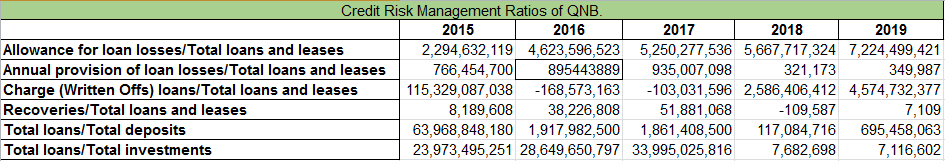 Credit Risk Management Ratios of QNB.
2015 2016 2017 2018 2019
Allowance for loan losses/Total loans and leases 2,294,632,119 4,623,596,523 5,250,277,536 5,667,717,324 7,224,499,421
Annual provision of loan losses/Total loans and leases 766,454,700 895443889 935,007,098 321,173 349,987
Charge (Written Offs) loans/Total loans and leases 115,329,087,038 -168,573,163 -103,031,596 2,586,406,412 4,574,732,377
Recoveries/Total loans and leases 8,189,608 38,226,808 51,881,068 -109,587 7,109
Total loans/Total deposits 63,968,848,180 1,917,982,500 1,861,408,500 117,084,716 695,458,063
Total loans/Total investments 23,973,495,251 28,649,650,797 33,995,025,816 7,682,698 7,116,602